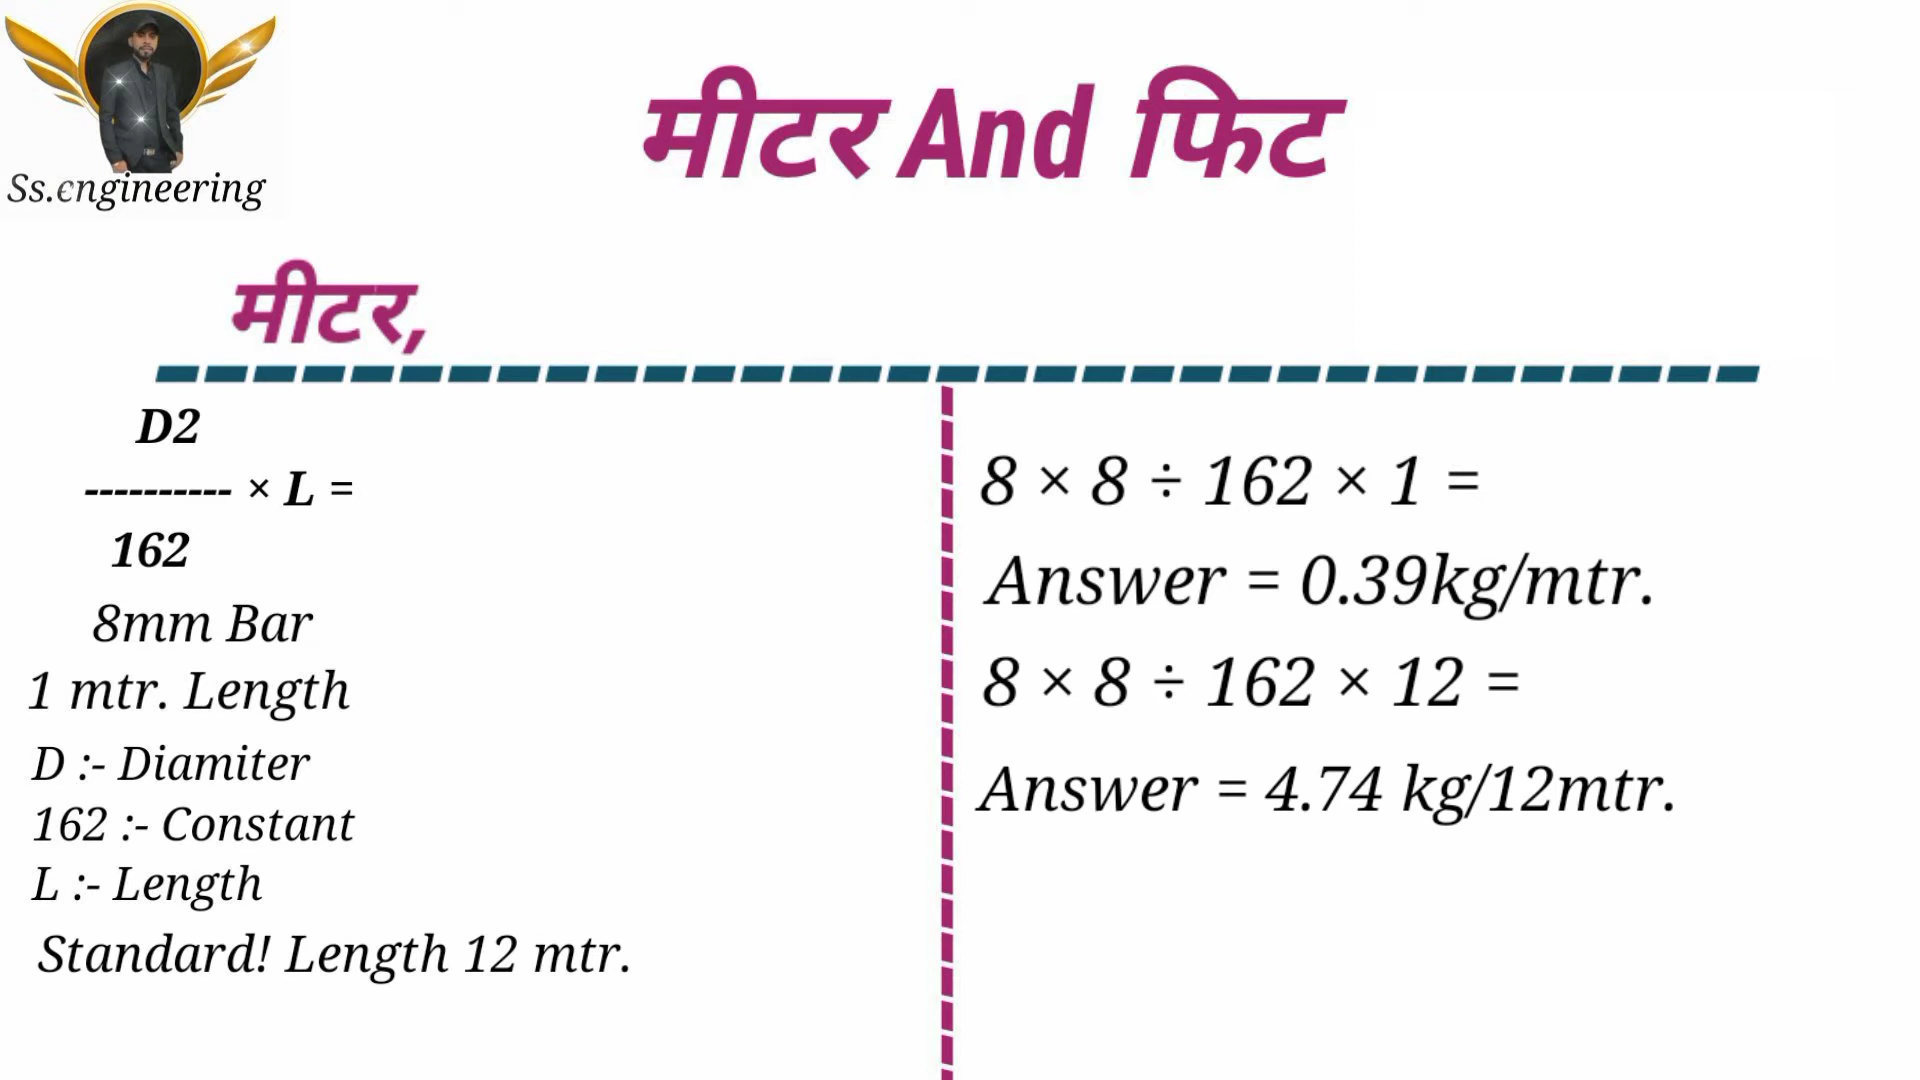 Ss.engineering
मीटर And फिट
मीटर,
D2
---------- × L =
162
8mm Bar
1 mtr. Length
D :- Diamiter
162 :- Constant
L :- Length
Standard! Length 12 mtr.
8 × 8 ÷ 162 × 1 =
Answer = 0.39kg/mtr.
8 × 8 ÷ 162 × 12 =
Answer = 4.74 kg/12mtr.